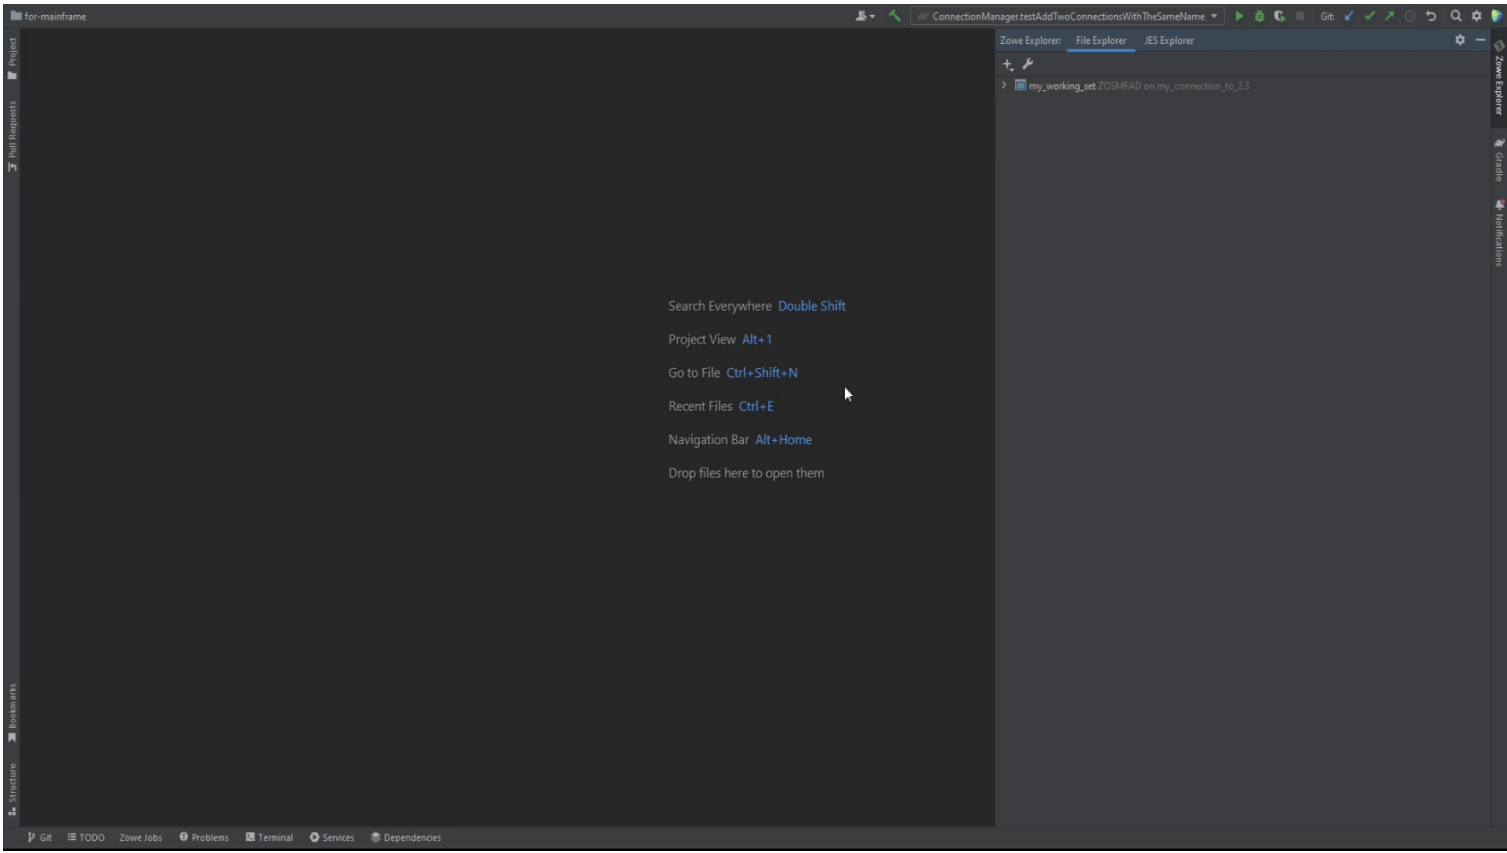 for-mainframe
ConnectionManager.testAddTwoConnectionsWithTheSameName
Git:
Zowe Explorer: File Explorer JES Explorer
my_working_set ZOSMFAD on my_connection_to_2.3
Project
Pull Requests
Bookmarks
Structure
Search Everywhere Double Shift
Project View Alt+1
Go to File Ctrl+Shift+N
Recent Files Ctrl+E
Navigation Bar Alt+Home
Drop files here to open them
Zowe Explorer
Gradle
Notifications
Git TODO Zowe Jobs Problems Terminal Services Dependencies